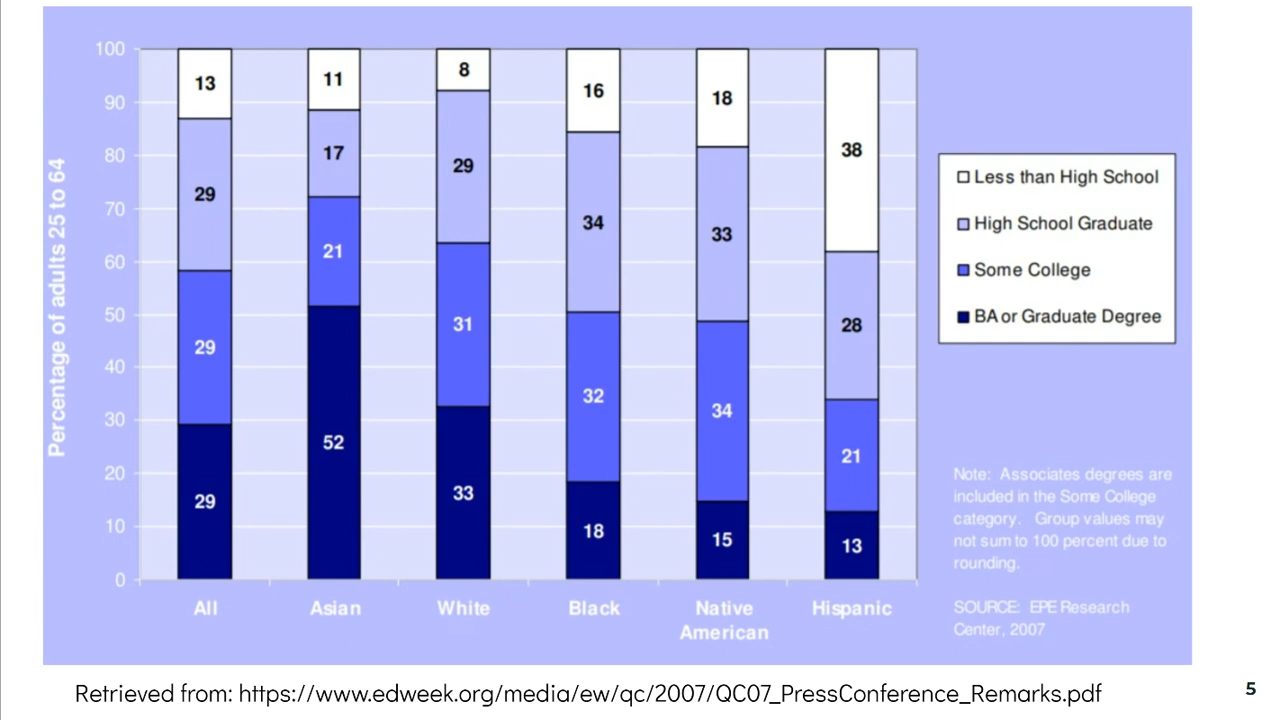 Percentage of adults 25 to 64
100
90
80
70
60
50
40
30
20
10
0
13
29
29
29
11
17
21
52
8
29
31
33
16
34
32
18
18
33
34
15
38
28
21
13
All
Asian
White
Black
Native
American
Hispanic
Less than High School
High School Graduate
Some College
BA or Graduate Degree
Note: Associates degrees are
included in the Some College
category. Group values may
not sum to 100 percent due to
rounding.
SOURCE: EPE Research
Center, 2007
Retrieved from: https://www.edweek.org/media/ew/qc/2007/QC07_PressConference_Remarks.pdf
5